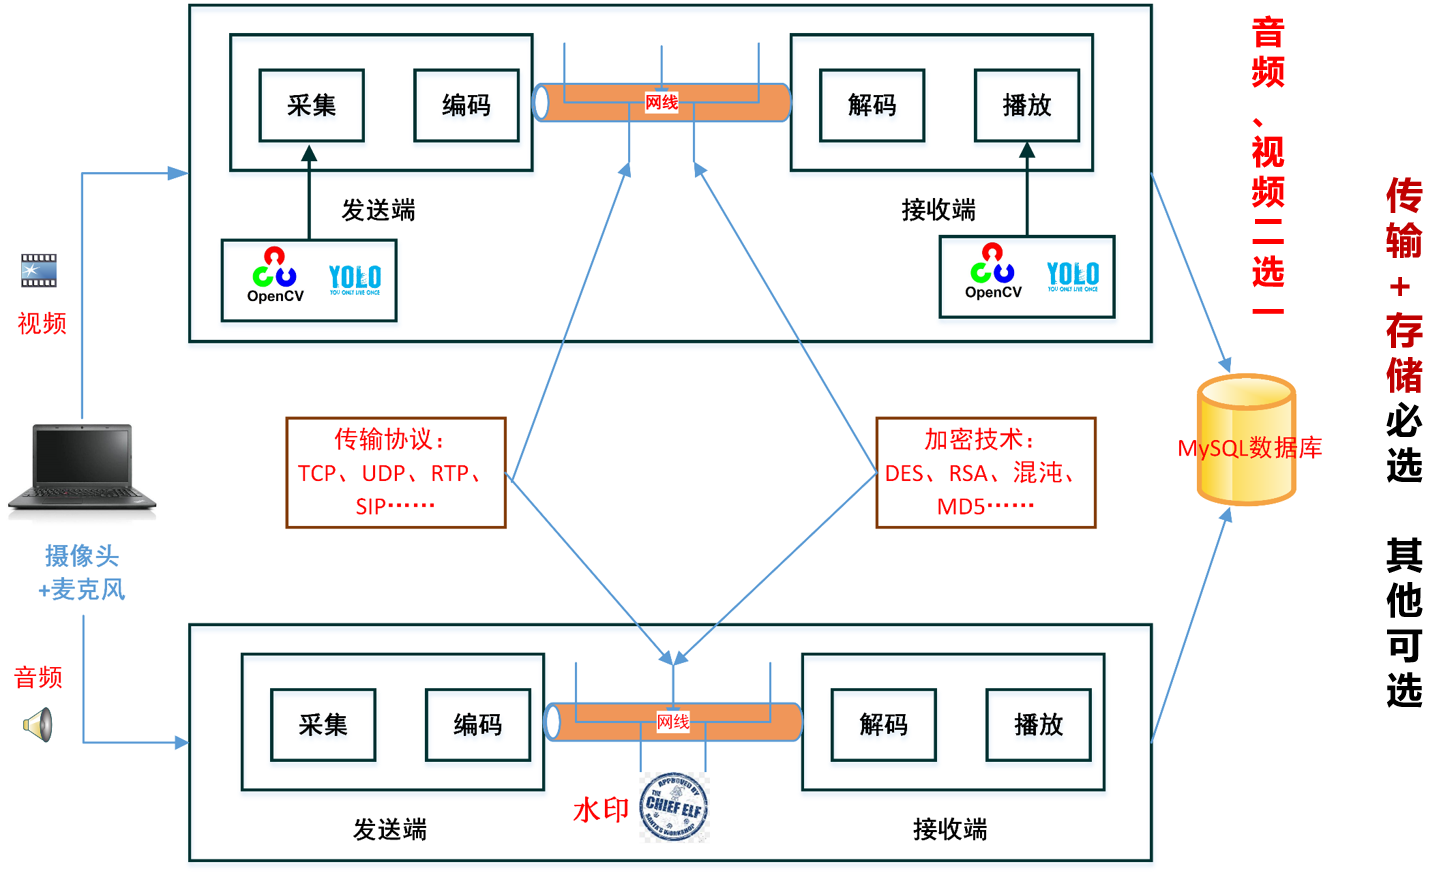 采集
编码
网线
解码
播放
发送端
接收端
OpenCV
YOLO
YOU ONLY LIVE ONCE
OpenCV
YOLO
YOU ONLY LIVE ONCE
视频
传输协议：
TCP、UDP、RTP、
SIP……
加密技术：
DES、RSA、混沌、
MD5……
MySQL数据库
摄像头
+麦克风
音频
采集
编码
网线
解码
播放
水印
APPROVED BY
THE
CHIEF ELF
SANTA'S WORKSHOP
发送端
接收端
音频、视频二选一
传输+存储必选 其他可选